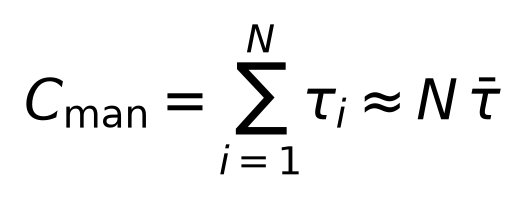 C_man = ∑_{i=1}^{N} τ_i ≈ N τ̄